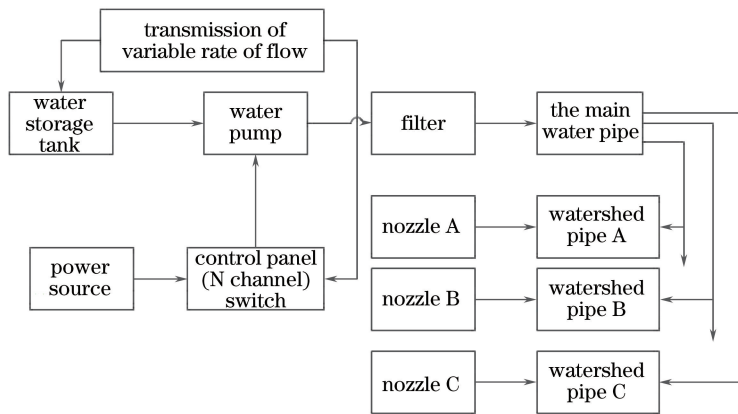 transmission of
variable rate of flow
water
storage
tank
water
pump
filter
the main
water pipe
nozzle A
watershed
pipe A
power
source
control panel
(N channel)
switch
nozzle B
watershed
pipe B
nozzle C
watershed
pipe C